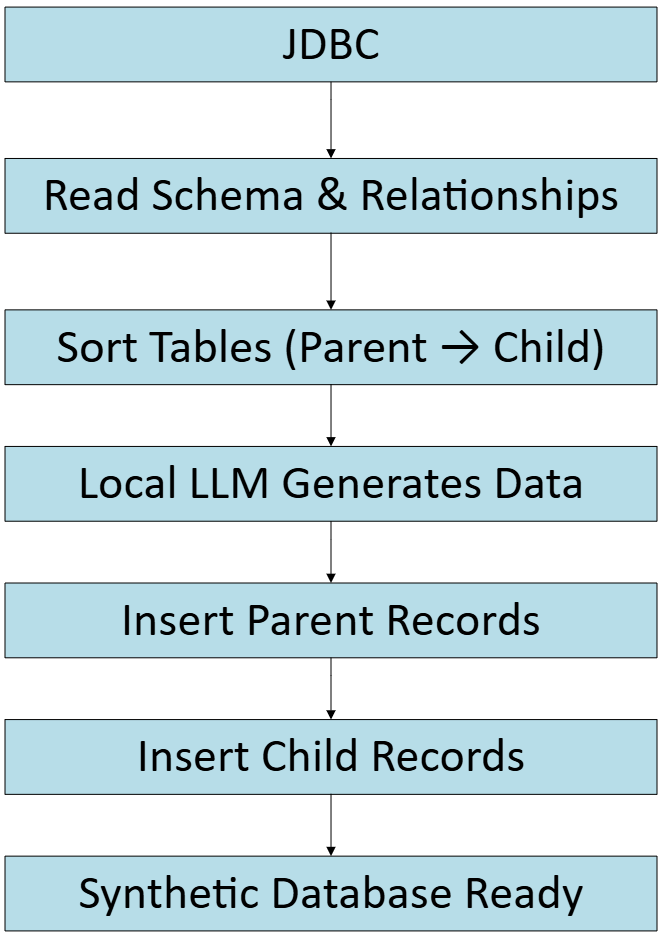 JDBC
Read Schema & Relationships
Sort Tables (Parent → Child)
Local LLM Generates Data
Insert Parent Records
Insert Child Records
Synthetic Database Ready